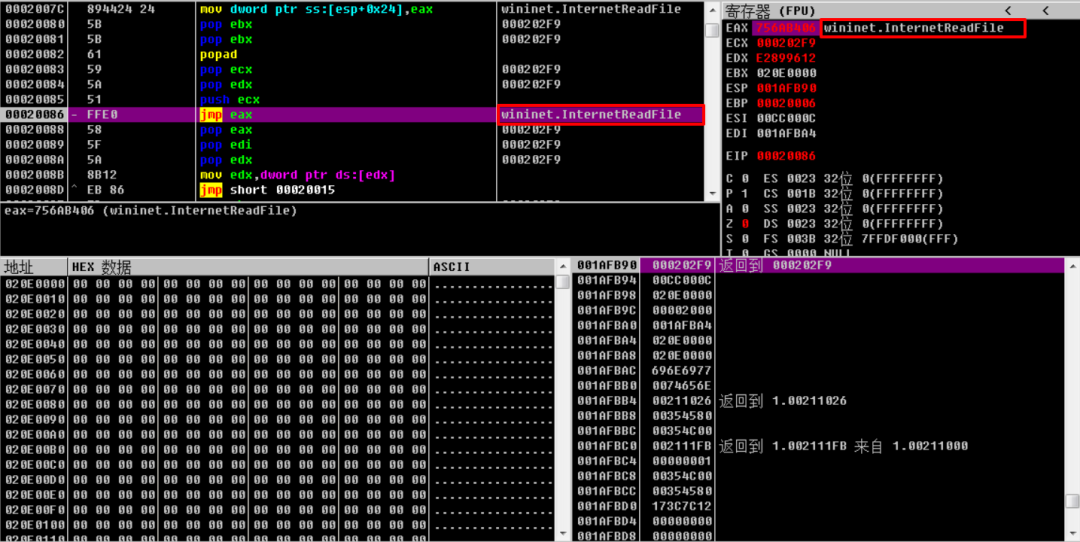 0002007C 894424 24 mov dword ptr ss:[esp+0x24],eax wininet.InternetReadFile
00020080 5B pop ebx 000202F9
00020081 5B pop ebx 000202F9
00020082 61 popad
00020083 59 pop ecx 000202F9
00020084 5A pop edx 000202F9
00020085 51 push ecx
00020086 - FFE0 jmp eax wininet.InternetReadFile
00020088 58 pop eax 000202F9
00020089 5F pop edi 000202F9
0002008A 5A pop edx 000202F9
0002008B 8B12 mov edx,dword ptr ds:[edx]
0002008D ^ EB 86 jmp short 00020015
eax=756AB406 (wininet.InternetReadFile)
寄存器 (FPU) < <
EAX 756AB406 wininet.InternetReadFile
ECX 000202F9
EDX E2899612
EBX 020E0000
ESP 001AFB90
EBP 00020006
ESI 00CC000C
EDI 001AFBA4
EIP 00020086
C 0 ES 0023 32位 0(FFFFFFFF)
P 1 CS 001B 32位 0(FFFFFFFF)
A 0 SS 0023 32位 0(FFFFFFFF)
Z 0 DS 0023 32位 0(FFFFFFFF)
S 0 FS 003B 32位 7FFDF000(FFF)
T 0 GS 0000 NULL
地址 HEX 数据 ASCII
020E0000 00 00 00 00 00 00 00 00 00 00 00 00 00 00 00 00 ................
020E0010 00 00 00 00 00 00 00 00 00 00 00 00 00 00 00 00 ................
020E0020 00 00 00 00 00 00 00 00 00 00 00 00 00 00 00 00 ................
020E0030 00 00 00 00 00 00 00 00 00 00 00 00 00 00 00 00 ................
020E0040 00 00 00 00 00 00 00 00 00 00 00 00 00 00 00 00 ................
020E0050 00 00 00 00 00 00 00 00 00 00 00 00 00 00 00 00 ................
020E0060 00 00 00 00 00 00 00 00 00 00 00 00 00 00 00 00 ................
020E0070 00 00 00 00 00 00 00 00 00 00 00 00 00 00 00 00 ................
020E0080 00 00 00 00 00 00 00 00 00 00 00 00 00 00 00 00 ................
020E0090 00 00 00 00 00 00 00 00 00 00 00 00 00 00 00 00 ................
020E00A0 00 00 00 00 00 00 00 00 00 00 00 00 00 00 00 00 ................
020E00B0 00 00 00 00 00 00 00 00 00 00 00 00 00 00 00 00 ................
020E00C0 00 00 00 00 00 00 00 00 00 00 00 00 00 00 00 00 ................
020E00D0 00 00 00 00 00 00 00 00 00 00 00 00 00 00 00 00 ................
020E00E0 00 00 00 00 00 00 00 00 00 00 00 00 00 00 00 00 ................
020E00F0 00 00 00 00 00 00 00 00 00 00 00 00 00 00 00 00 ................
020E0100 00 00 00 00 00 00 00 00 00 00 00 00 00 00 00 00 ................
020E0110 00 00 00 00 00 00 00 00 00 00 00 00 00 00 00 00 ................
001AFB90 000202F9 返回到 000202F9
001AFB94 00CC000C
001AFB98 020E0000
001AFB9C 00002000
001AFBA0 001AFBA4
001AFBA4 020E0000
001AFBA8 020E0000
001AFBAC 696E6977
001AFBB0 0074656E
001AFBB4 00211026 返回到 1.00211026
001AFBB8 00354580
001AFBBC 00354C00
001AFBC0 002111FB 返回到 1.002111FB 来自 1.00211000
001AFBC4 00000001
001AFBC8 00354C00
001AFBCC 00354580
001AFBD0 173C7C12
001AFBD4 00000000
001AFBD8 00000000